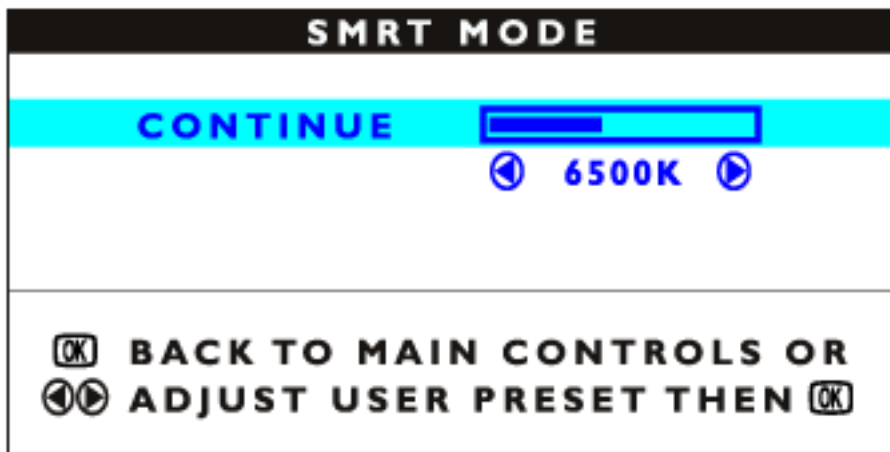 SMRT MODE
CONTINUE
6500K
OK BACK TO MAIN CONTROLS OR
ADJUST USER PRESET THEN OK